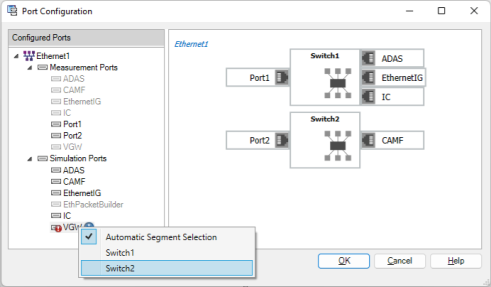 Port Configuration
Configured Ports
Ethernet1
Measurement Ports
ADAS
CAMF
EthernetIG
IC
Port1
Port2
VGW
Simulation Ports
ADAS
CAMF
EthernetIG
EthPacketBuilder
IC
VGW
Automatic Segment Selection
Switch1
Switch2
Ethernet1
Switch1
Port1
ADAS
EthernetIG
IC
Switch2
Port2
CAMF
OK
Cancel
Help